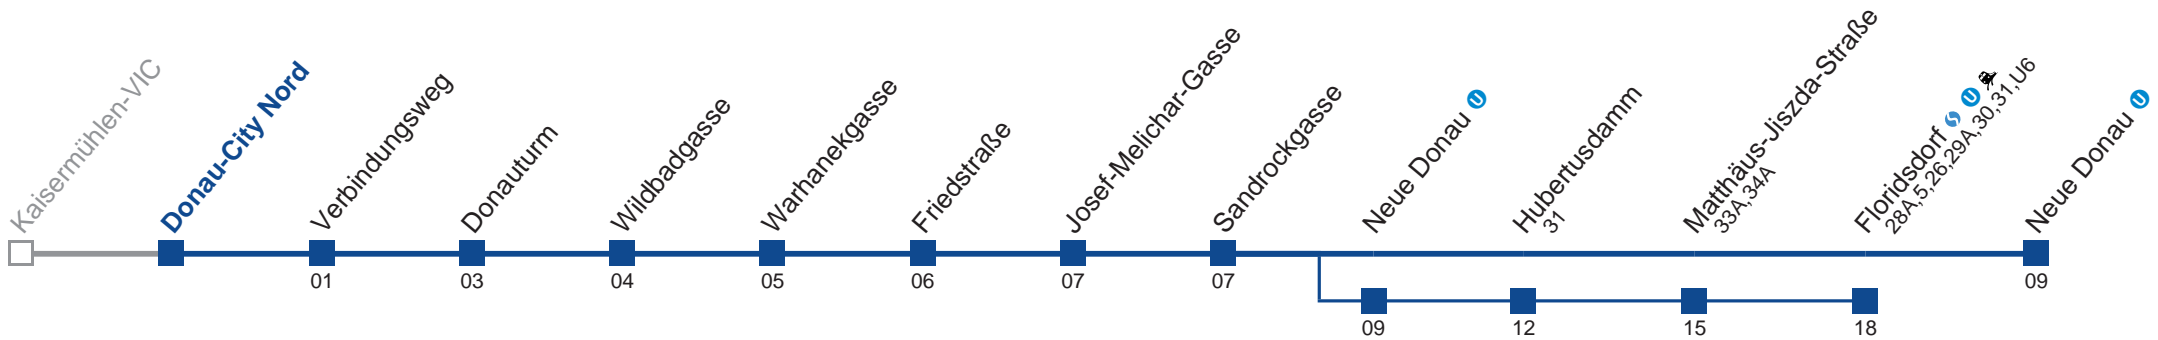 Kaisermühlen-VIC
Donau-City Nord
Verbindungsweg
Donauturm
Wildbadgasse
Warhanekgasse
Friedstraße
Josef-Melichar-Gasse
Sandrockgasse
Neue Donau U
Hubertusdamm
31
Matthäus-Jiszda-Straße
33A,34A
Floridsdorf S U
28A,5,26,29A,30,31,U6
Neue Donau U
01 03 04 05 06 07 07 09
09 12 15 18